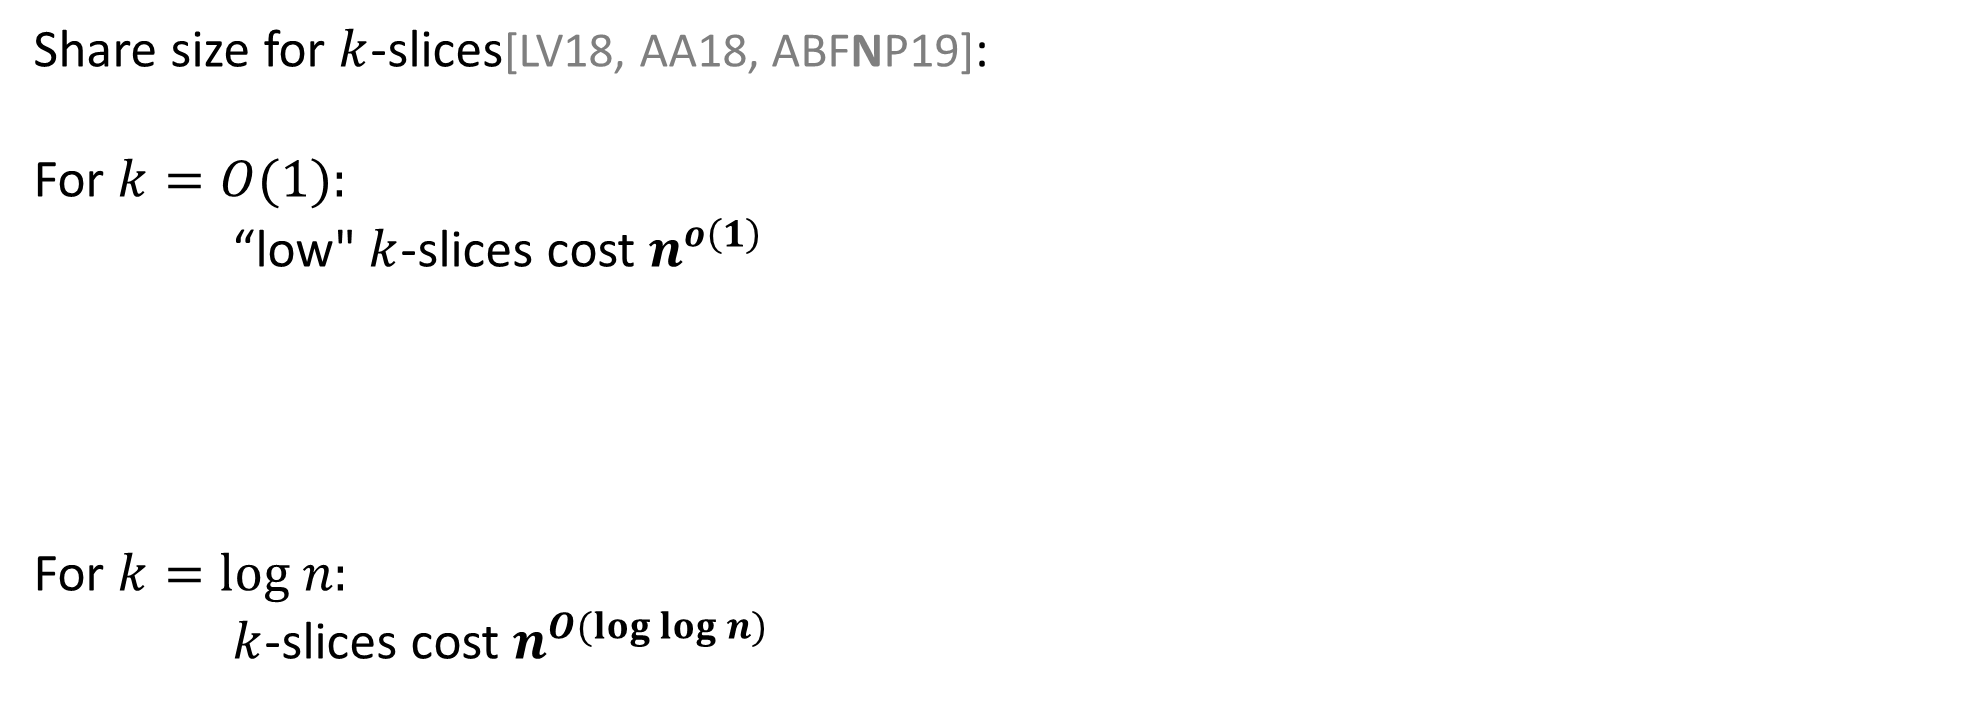 Share size for 𝑘-slices[LV18, AA18, ABFNP19]:
For 𝑘 = 𝑂(1):
“low" 𝑘-slices cost 𝒏^𝒐(𝟏)
For 𝑘 = log 𝑛:
𝑘-slices cost 𝒏^𝑶(𝐥𝐨𝐠 𝐥𝐨𝐠 𝒏)